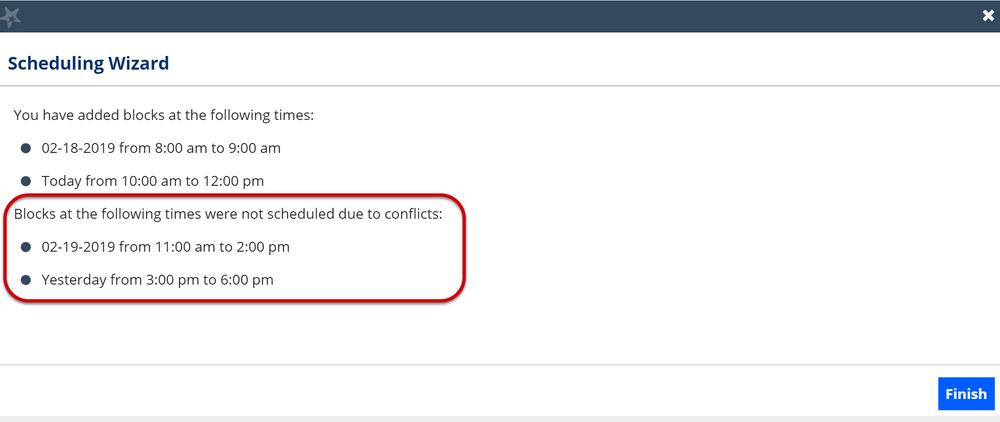 Scheduling Wizard
You have added blocks at the following times:
02-18-2019 from 8:00 am to 9:00 am
Today from 10:00 am to 12:00 pm
Blocks at the following times were not scheduled due to conflicts:
02-19-2019 from 11:00 am to 2:00 pm
Yesterday from 3:00 pm to 6:00 pm
Finish